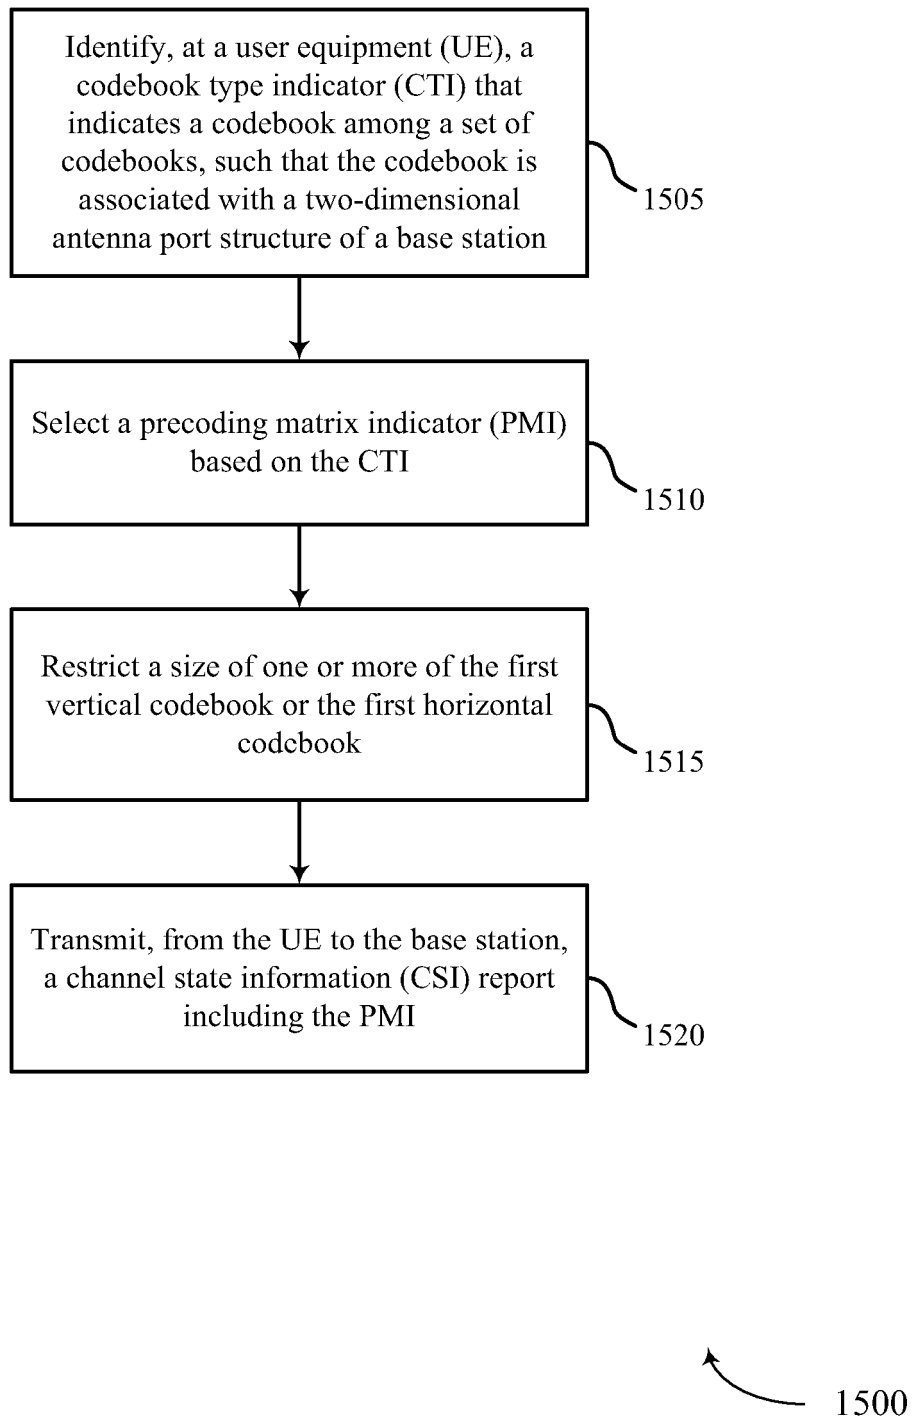 Identify, at a user equipment (UE), a
codebook type indicator (CTI) that
indicates a codebook among a set of
codebooks, such that the codebook is
associated with a two-dimensional
antenna port structure of a base station
1505
Select a precoding matrix indicator (PMI)
based on the CTI
1510
Restrict a size of one or more of the first
vertical codebook or the first horizontal
codebook
1515
Transmit, from the UE to the base station,
a channel state information (CSI) report
including the PMI
1520
1500